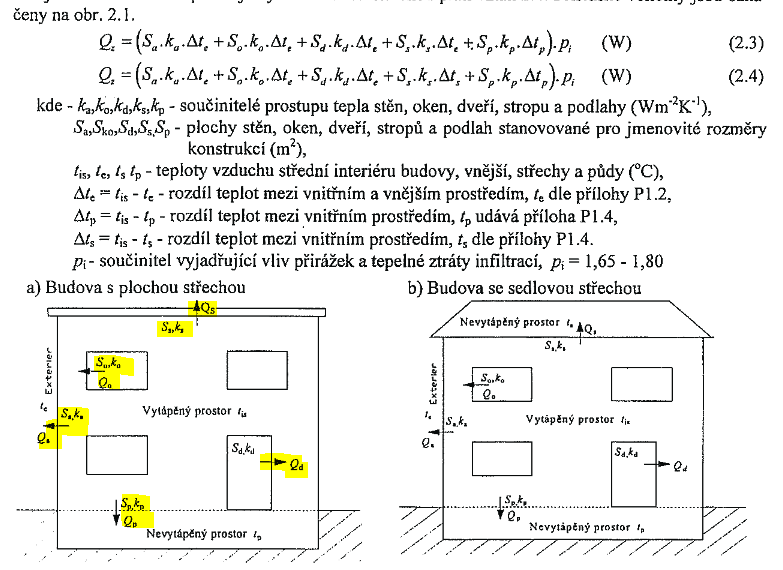 čeny na obr. 2.1.
Q_z = (S_a.k_a.Δt_e + S_o.k_o.Δt_e + S_d.k_d.Δt_e + S_s.k_s.Δt_e + S_p.k_p.Δt_p).p_i (W) (2.3)
Q_z = (S_a.k_a.Δt_e + S_o.k_o.Δt_e + S_d.k_d.Δt_e + S_s.k_s.Δt_s + S_p.k_p.Δt_p).p_i (W) (2.4)
kde - k_a,k_o,k_d,k_s,k_p - součinitelé prostupu tepla stěn, oken, dveří, stropu a podlahy (Wm⁻²K⁻¹),
S_a,S_ko,S_d,S_s,S_p - plochy stěn, oken, dveří, stropů a podlah stanovované pro jmenovité rozměry
konstrukcí (m²),
t_is, t_e, t_s t_p - teploty vzduchu střední interiéru budovy, vnější, střechy a půdy (°C),
Δt_e = t_is - t_e - rozdíl teplot mezi vnitřním a vnějším prostředím, t_e dle přílohy P1.2,
Δt_p = t_is - t_p - rozdíl teplot mezi vnitřním prostředím, t_p udává příloha P1.4,
Δt_s = t_is - t_s - rozdíl teplot mezi vnitřním prostředím, t_s dle přílohy P1.4.
p_i - součinitel vyjadřující vliv přirážek a tepelné ztráty infiltrací, p_i = 1,65 - 1,80
a) Budova s plochou střechou
Q_s
S_s,k_s
Exterier
S_o,k_o
Q_o
t_e
S_a,k_a
Vytápěný prostor t_is
Q_a
S_d,k_d
Q_d
S_p,k_p
Q_p
Nevytápěný prostor t_p
b) Budova se sedlovou střechou
Nevytápěný prostor t_s
Q_s
S_s,k_s
Exterier
S_o,k_o
Q_o
t_e
S_a,k_a
Vytápěný prostor t_is
Q_a
S_d,k_d
Q_d
S_p,k_p
Q_p
Nevytápěný prostor t_p